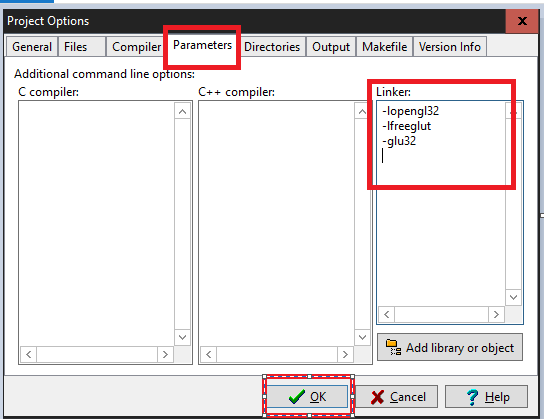 Project Options
General Files Compiler Parameters Directories Output Makefile Version Info
Additional command line options:
C compiler: C++ compiler: Linker:
-lopengl32
-lfreeglut
-glu32
Add library or object
OK Cancel Help